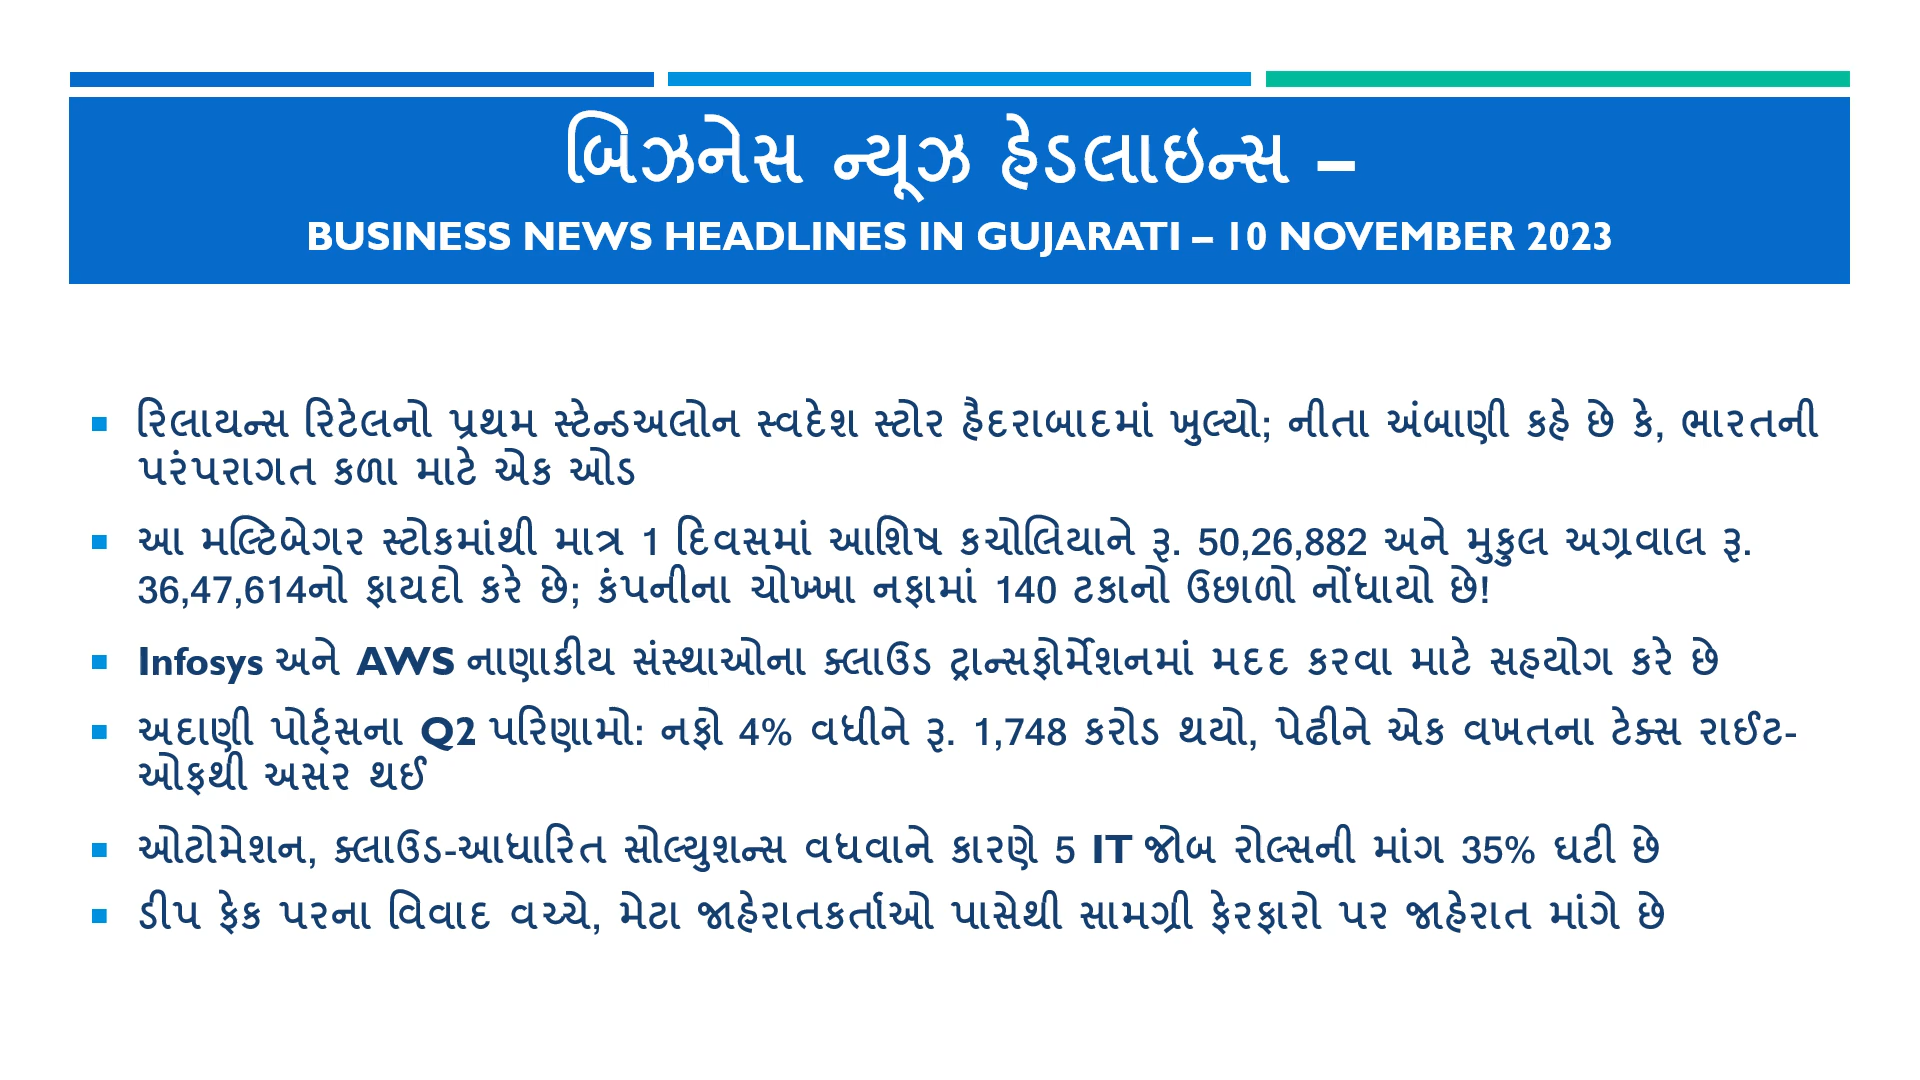 બિઝનેસ ન્યૂઝ હેડલાઇન્સ –
BUSINESS NEWS HEADLINES IN GUJARATI – 10 NOVEMBER 2023
રિલાયન્સ રિટેલનો પ્રથમ સ્ટેન્ડઅલોન સ્વદેશ સ્ટોર હૈદરાબાદમાં ખુલ્યો; નીતા અંબાણી કહે છે કે, ભારતની
પરંપરાગત કળા માટે એક ઓડ
આ મલ્ટિબેગર સ્ટોકમાંથી માત્ર 1 દિવસમાં આશિષ કચોલિયાને રૂ. 50,26,882 અને મુકુલ અગ્રવાલ રૂ.
36,47,614નો ફાયદો કરે છે; કંપનીના ચોખ્ખા નફામાં 140 ટકાનો ઉછાળો નોંધાયો છે!
Infosys અને AWS નાણાકીય સંસ્થાઓના ક્લાઉડ ટ્રાન્સફોર્મેશનમાં મદદ કરવા માટે સહયોગ કરે છે
અદાણી પોર્ટ્સના Q2 પરિણામો: નફો 4% વધીને રૂ. 1,748 કરોડ થયો, પેઢીને એક વખતના ટેક્સ રાઈટ-
ઓફથી અસર થઈ
ઓટોમેશન, ક્લાઉડ-આધારિત સોલ્યુશન્સ વધવાને કારણે 5 IT જોબ રોલ્સની માંગ 35% ઘટી છે
ડીપ ફેક પરના વિવાદ વચ્ચે, મેટા જાહેરાતકર્તાઓ પાસેથી સામગ્રી ફેરફારો પર જાહેરાત માંગે છે